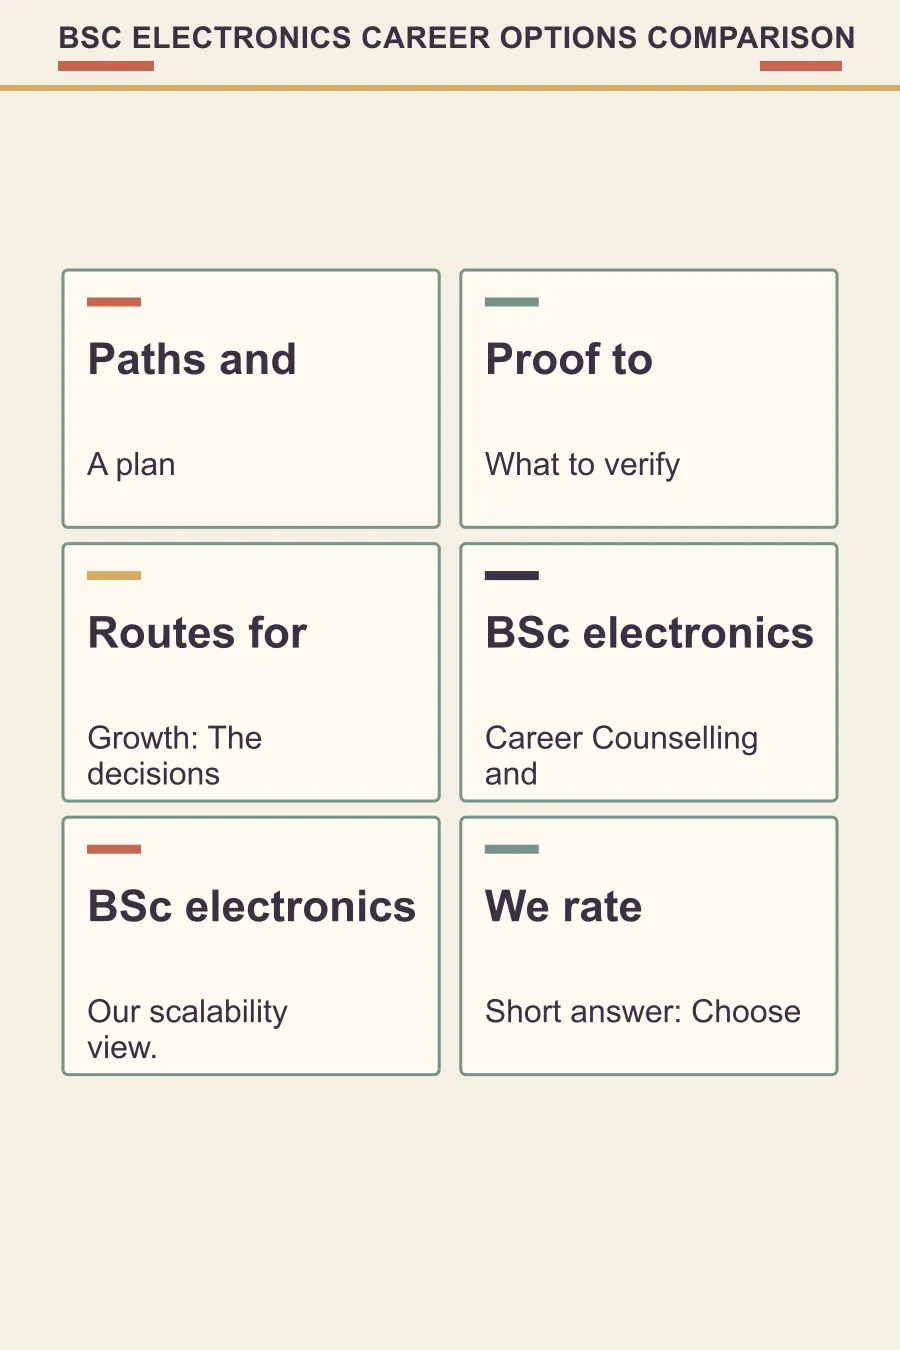 BSC ELECTRONICS CAREER OPTIONS COMPARISON
Paths and
A plan
Proof to
What to verify
Routes for
Growth: The
decisions
BSc electronics
Career Counselling
and
BSc electronics
Our scalability
view.
We rate
Short answer: Choose